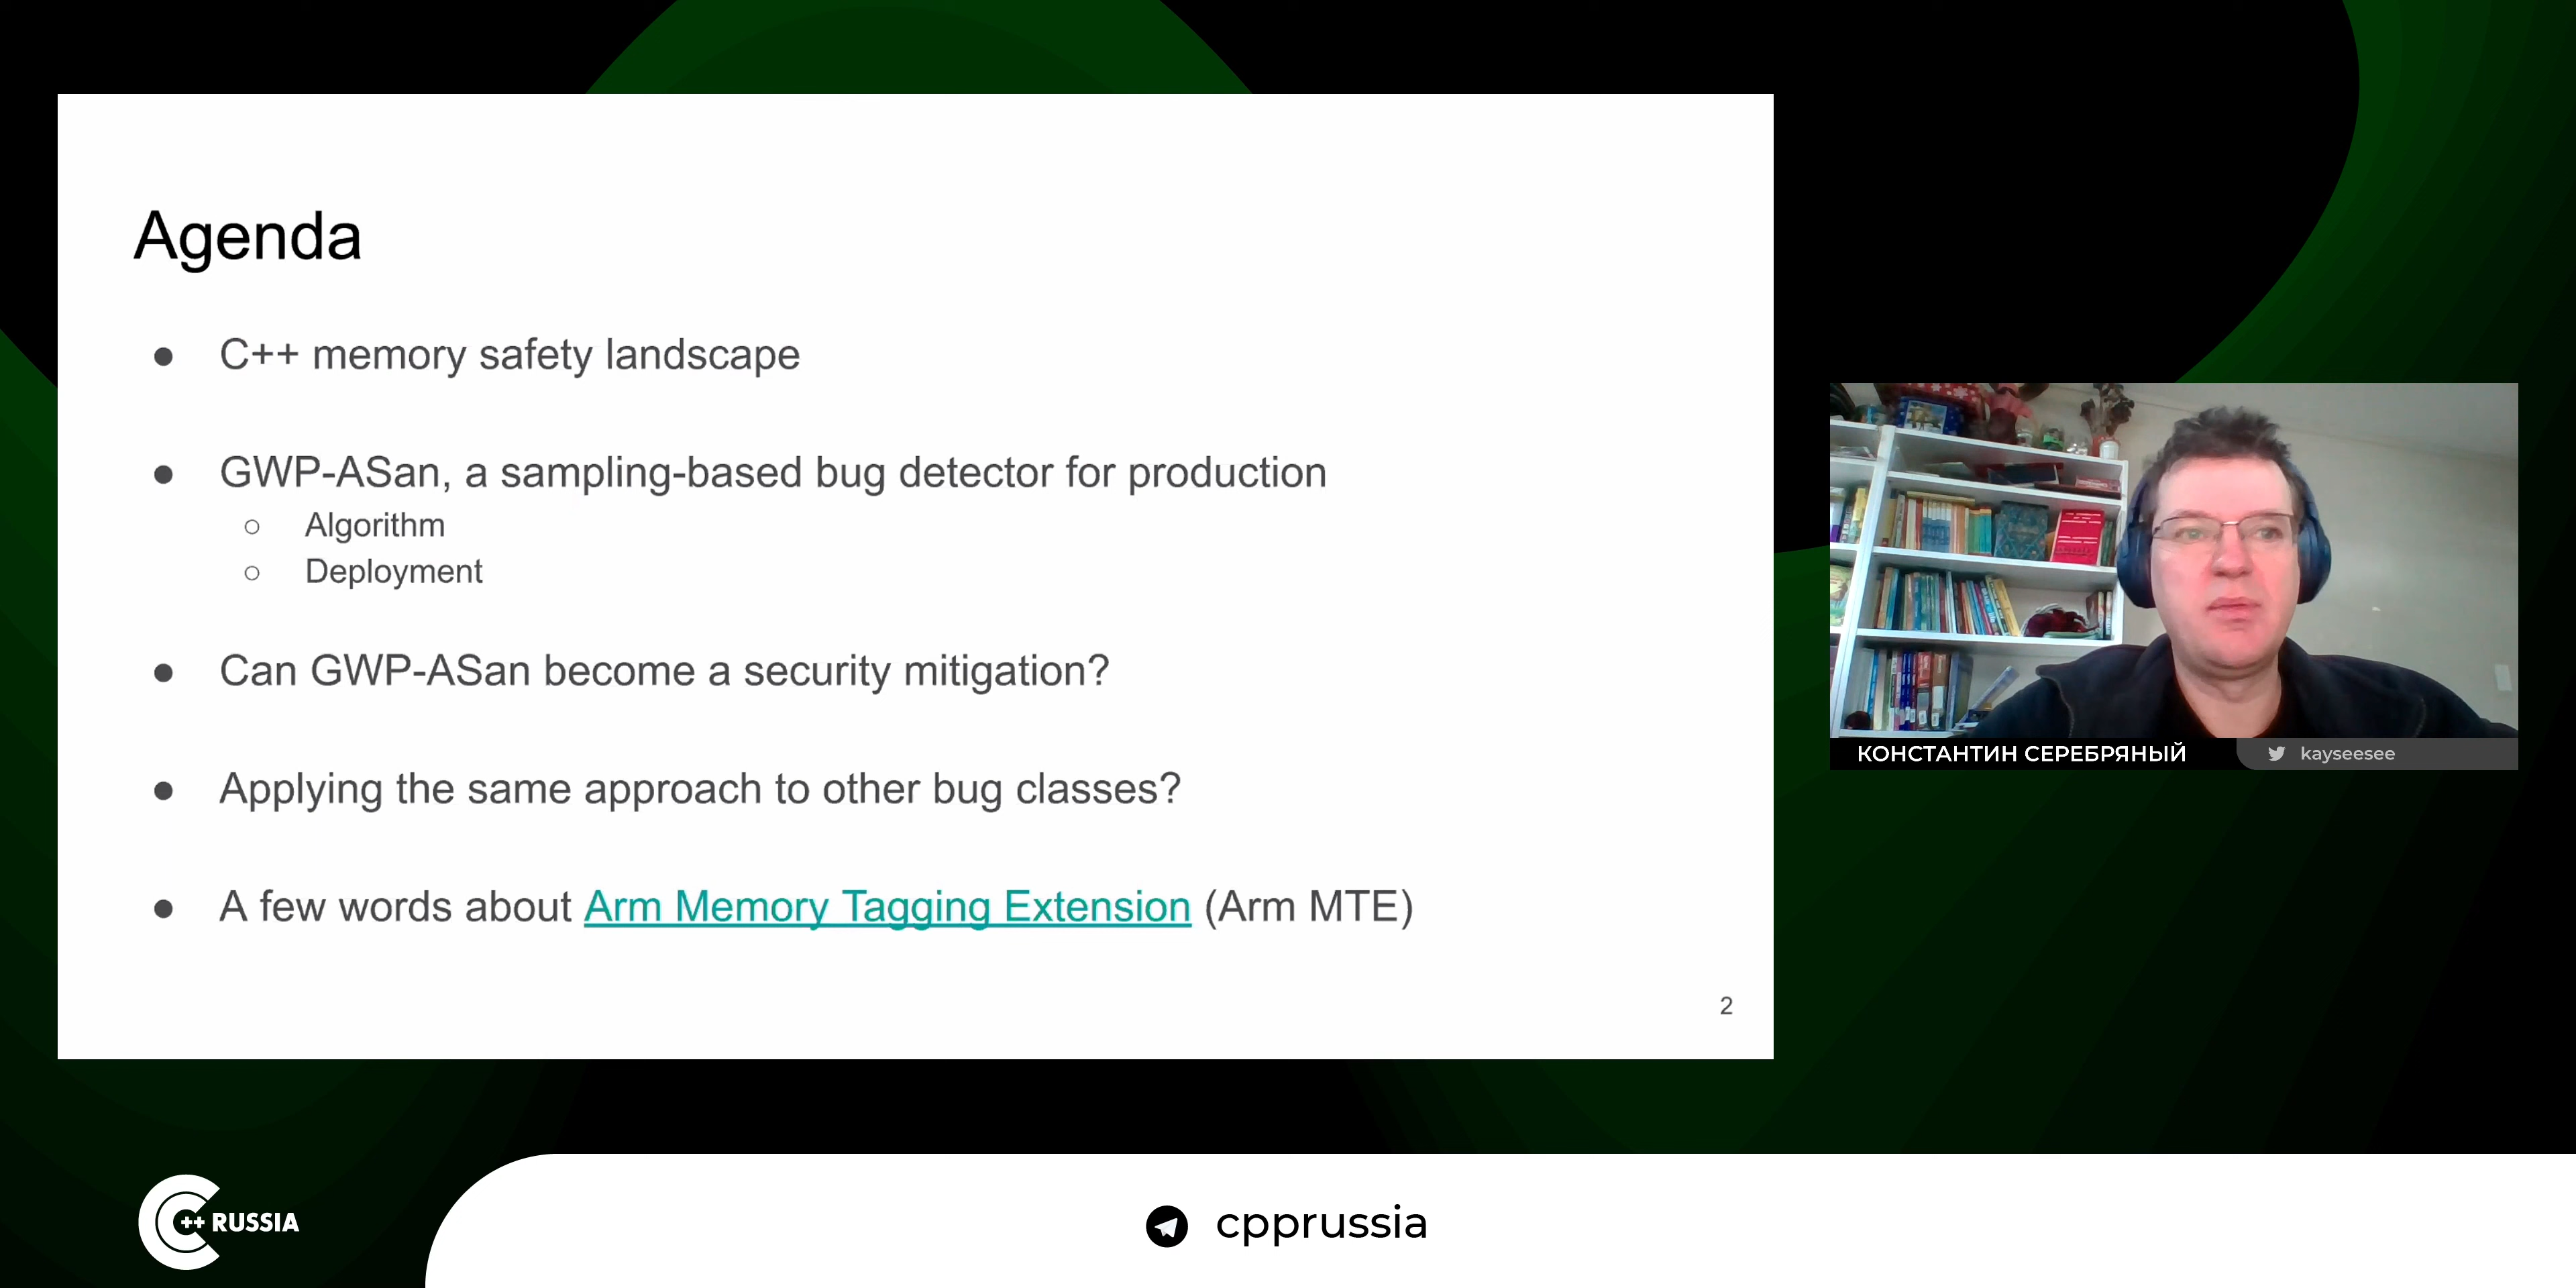 Agenda
● C++ memory safety landscape
● GWP-ASan, a sampling-based bug detector for production
○ Algorithm
○ Deployment
● Can GWP-ASan become a security mitigation?
● Applying the same approach to other bug classes?
● A few words about Arm Memory Tagging Extension (Arm MTE)
2
КОНСТАНТИН СЕРЕБРЯНЫЙ
kayseesee
C++ RUSSIA
cpprussia